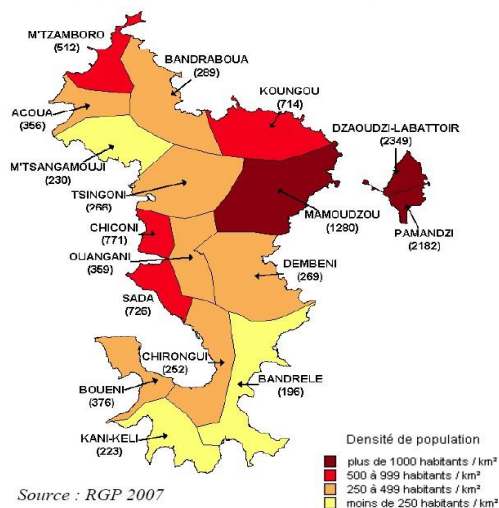 M'TZAMBORO
(512)
BANDRABOUA
(289)
KOUNGOU
(714)
DZAOUDZI-LABATTOIR
(2349)
ACOUA
(356)
M'TSANGAMOUJI
(230)
TSINGONI
(266)
MAMOUDZOU
(1280)
PAMANDZI
(2182)
CHICONI
(771)
OUANGANI
(359)
DEMBENI
(269)
SADA
(726)
CHIRONGUI
(252)
BANDRELE
(196)
BOUENI
(376)
KANI-KELI
(223)
Densité de population
plus de 1000 habitants / km²
500 à 999 habitants / km²
250 à 499 habitants / km²
moins de 250 habitants / km²
Source : RGP 2007